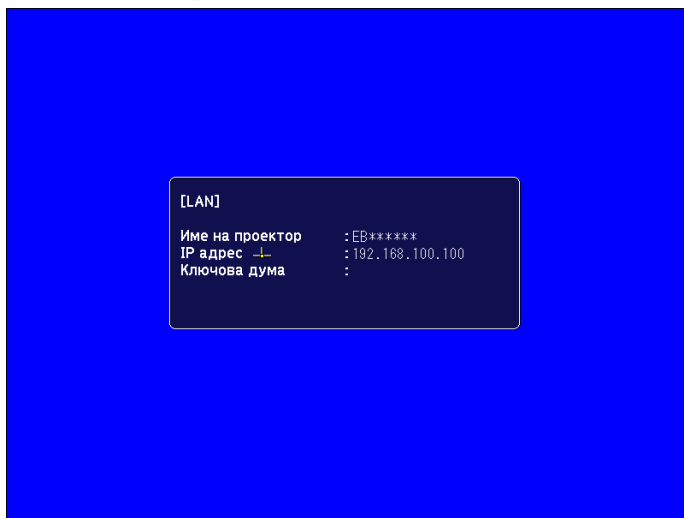 [LAN]
Име на проектор :EB******
IP адрес :192.168.100.100
Ключова дума :